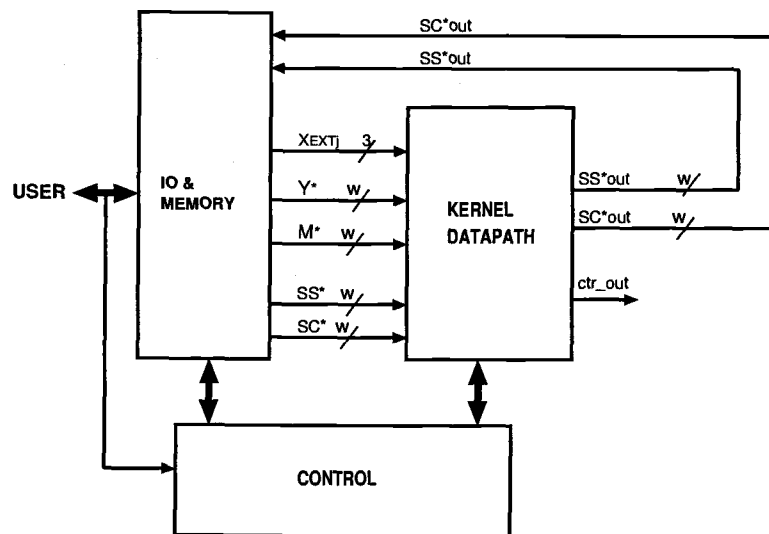 SC*out
SS*out
XEXTj 3
IO &
MEMORY
USER
Y* w
KERNEL
DATAPATH
SS*out w
SC*out w
M* w
SS* w
SC* w
ctr_out
CONTROL